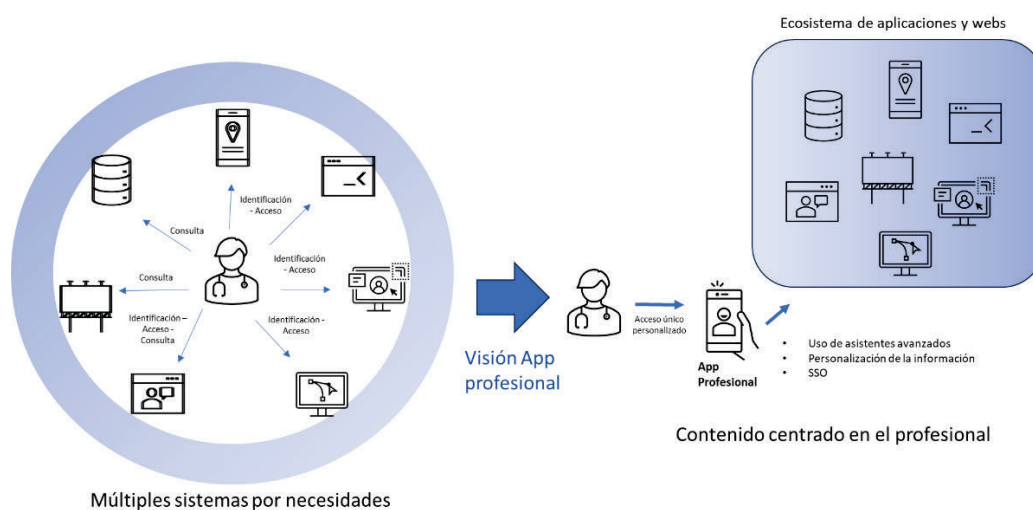 Ecosistema de aplicaciones y webs
Identificación
- Acceso
Consulta
Identificación
- Acceso
Consulta
Identificación –
Acceso -
Consulta
Identificación -
Acceso
Múltiples sistemas por necesidades
Visión App
profesional
Acceso único
personalizado
App
Profesional
• Uso de asistentes avanzados
• Personalización de la información
• SSO
Contenido centrado en el profesional